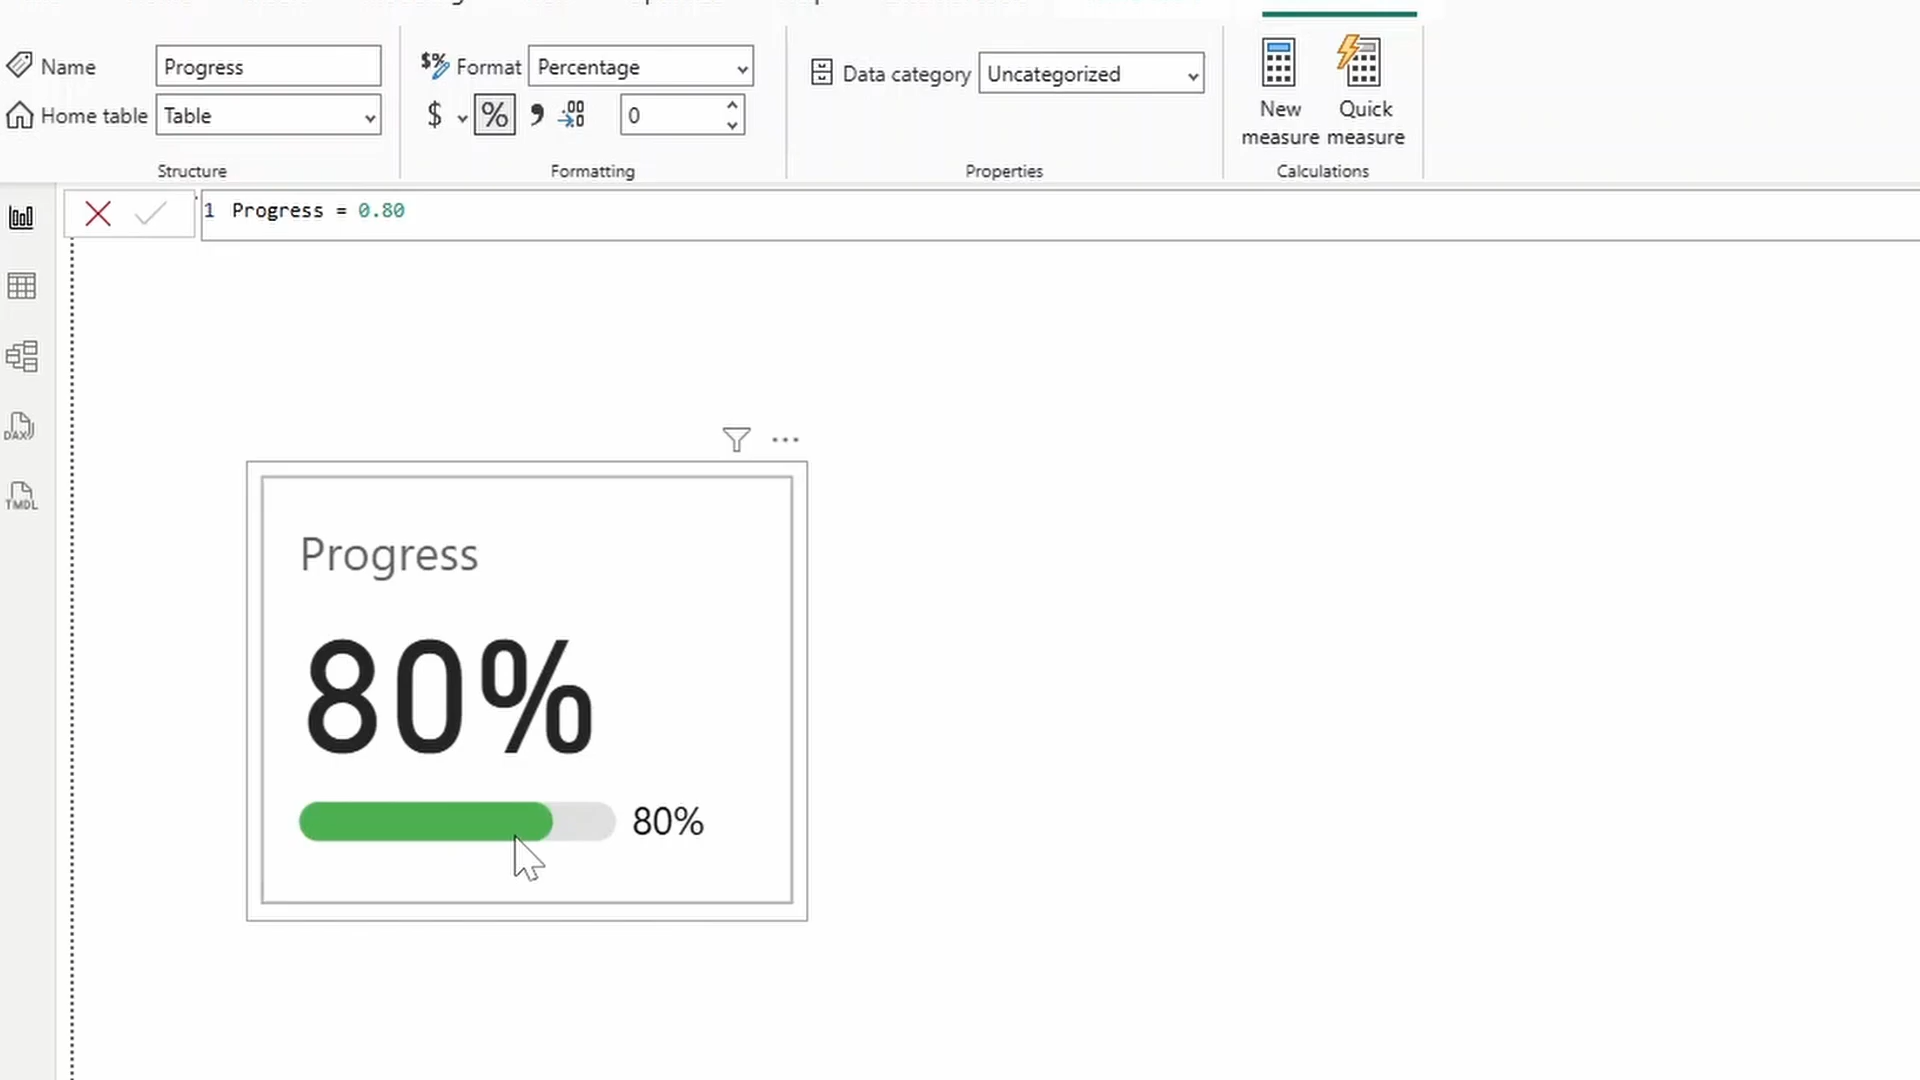 Name
Progress
Format
Percentage
Data category
Uncategorized
New measure
Quick measure
Home table
Table
$ % 0
Structure
Formatting
Properties
Calculations
1 Progress = 0.80
DAX
TMDL
Progress
80%
80%